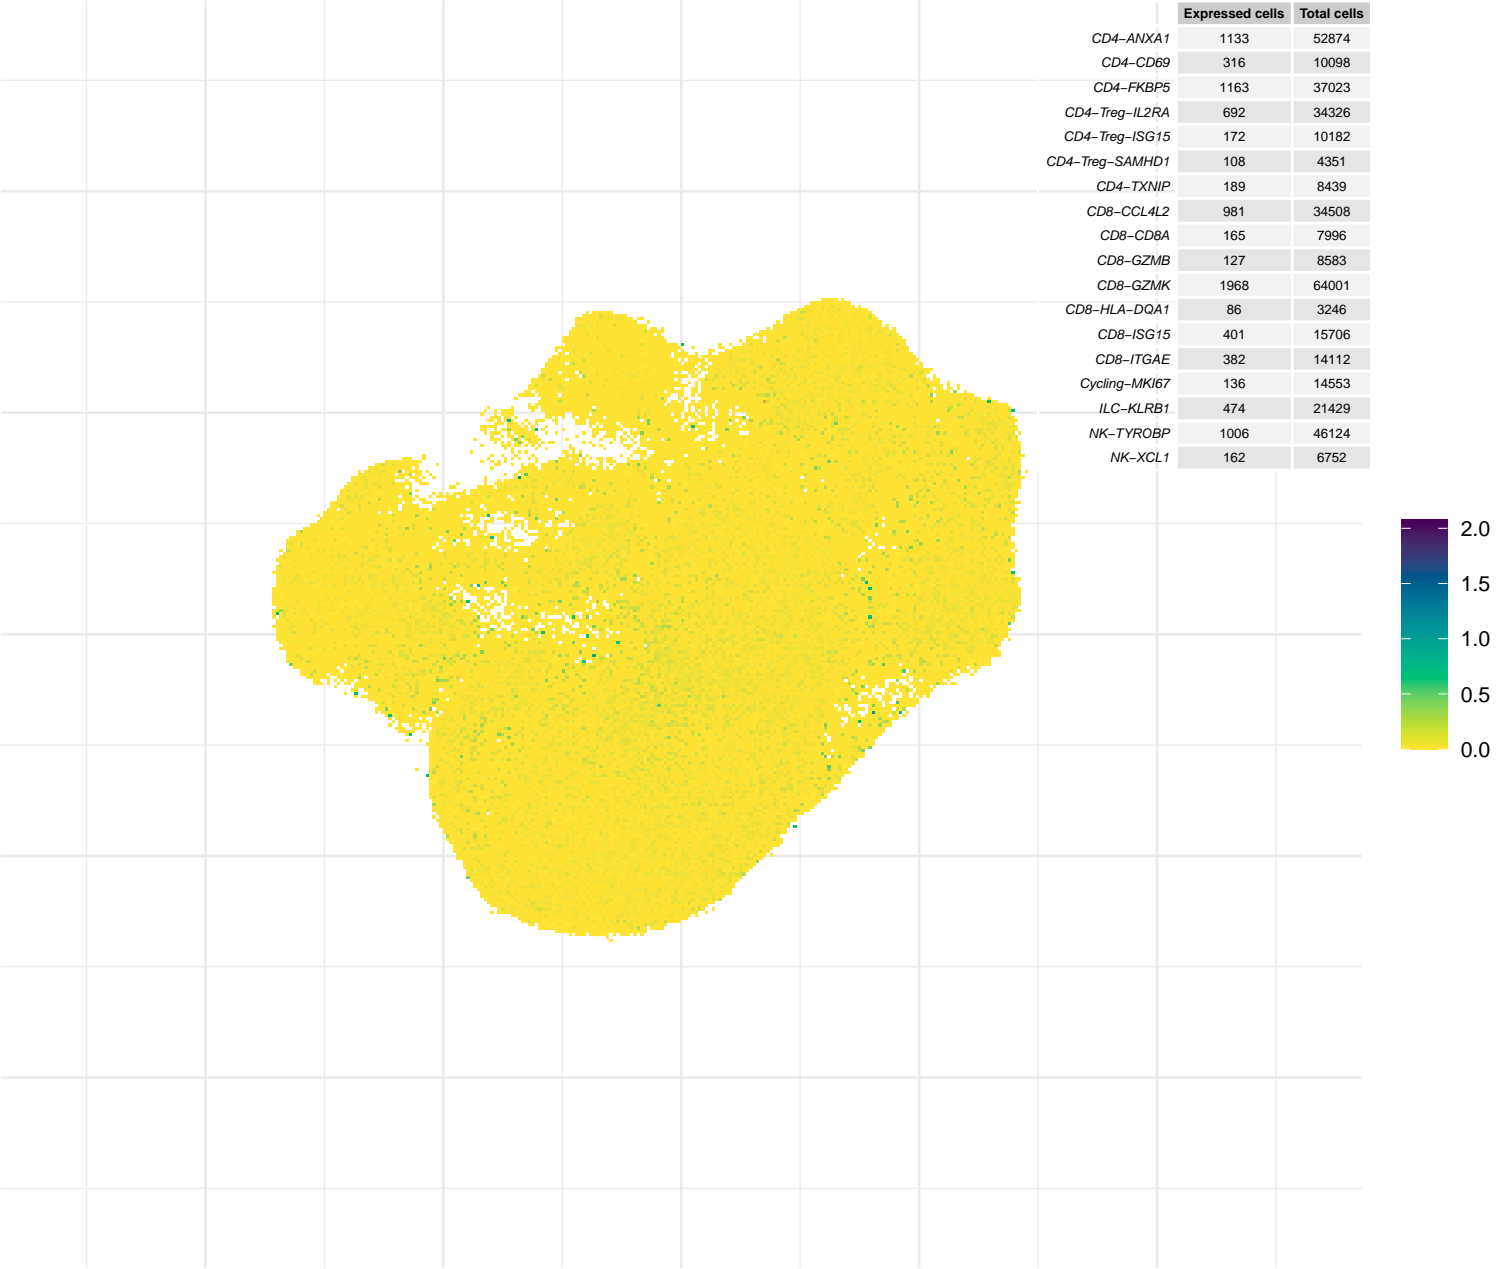 Expressed cells Total cells
CD4−ANXA1 1133 52874
CD4−CD69 316 10098
CD4−FKBP5 1163 37023
CD4−Treg−IL2RA 692 34326
CD4−Treg−ISG15 172 10182
CD4−Treg−SAMHD1 108 4351
CD4−TXNIP 189 8439
CD8−CCL4L2 981 34508
CD8−CD8A 165 7996
CD8−GZMB 127 8583
CD8−GZMK 1968 64001
CD8−HLA−DQA1 86 3246
CD8−ISG15 401 15706
CD8−ITGAE 382 14112
Cycling−MKI67 136 14553
ILC−KLRB1 474 21429
NK−TYROBP 1006 46124
NK−XCL1 162 6752
2.0
1.5
1.0
0.5
0.0